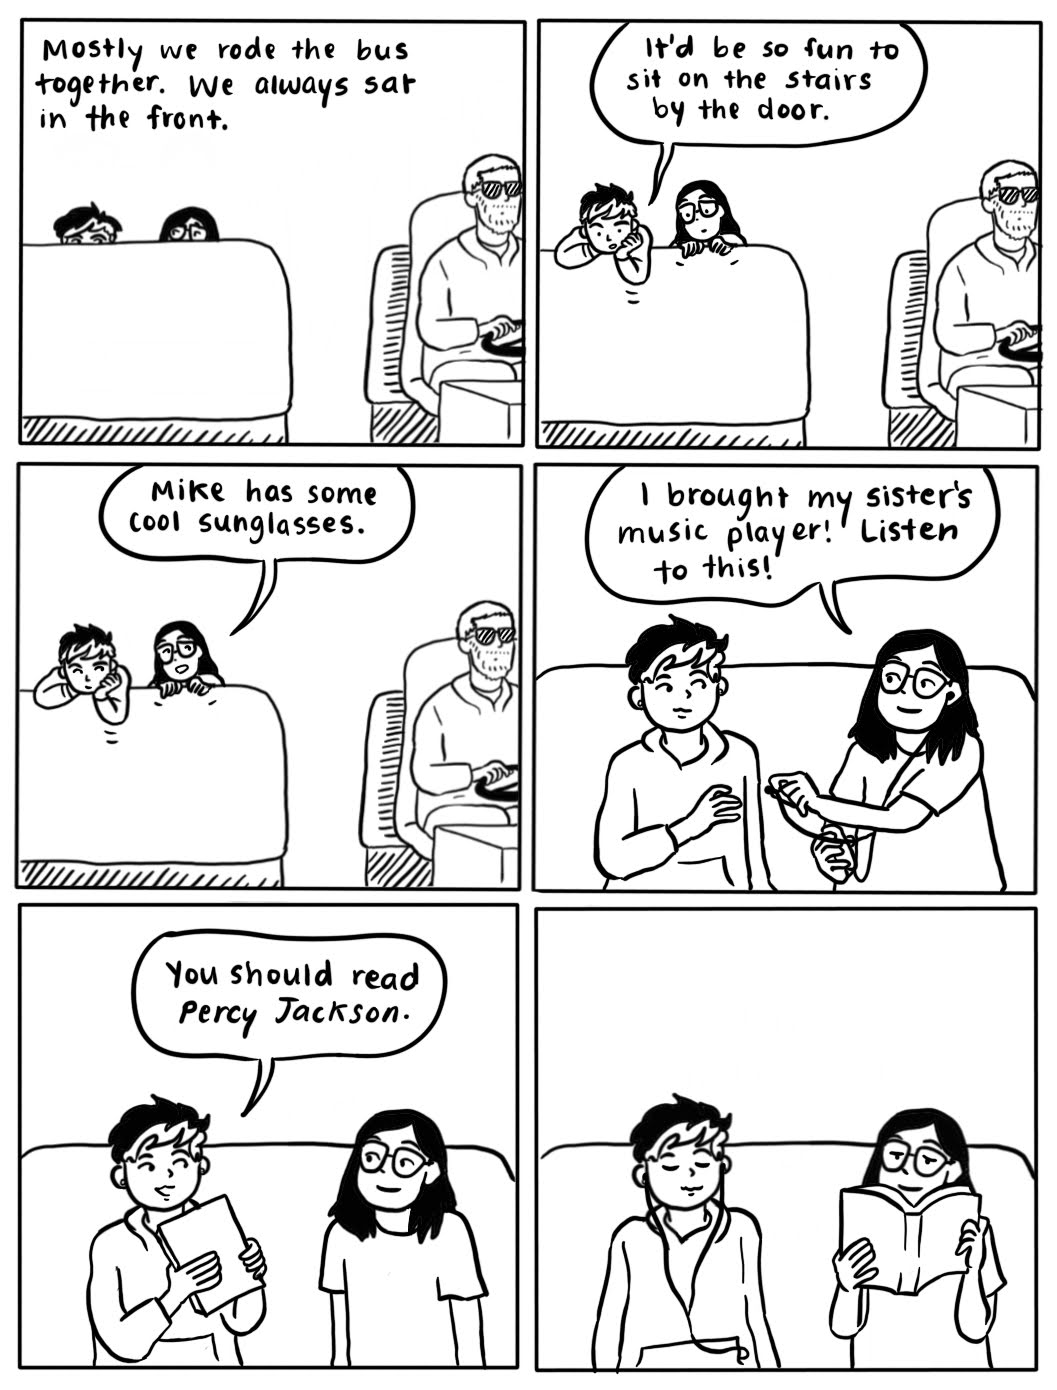 Mostly we rode the bus
together. We always sat
in the front.
It'd be so fun to
sit on the stairs
by the door.
Mike has some
cool sunglasses.
I brought my sister's
music player! Listen
to this!
You should read
Percy Jackson.